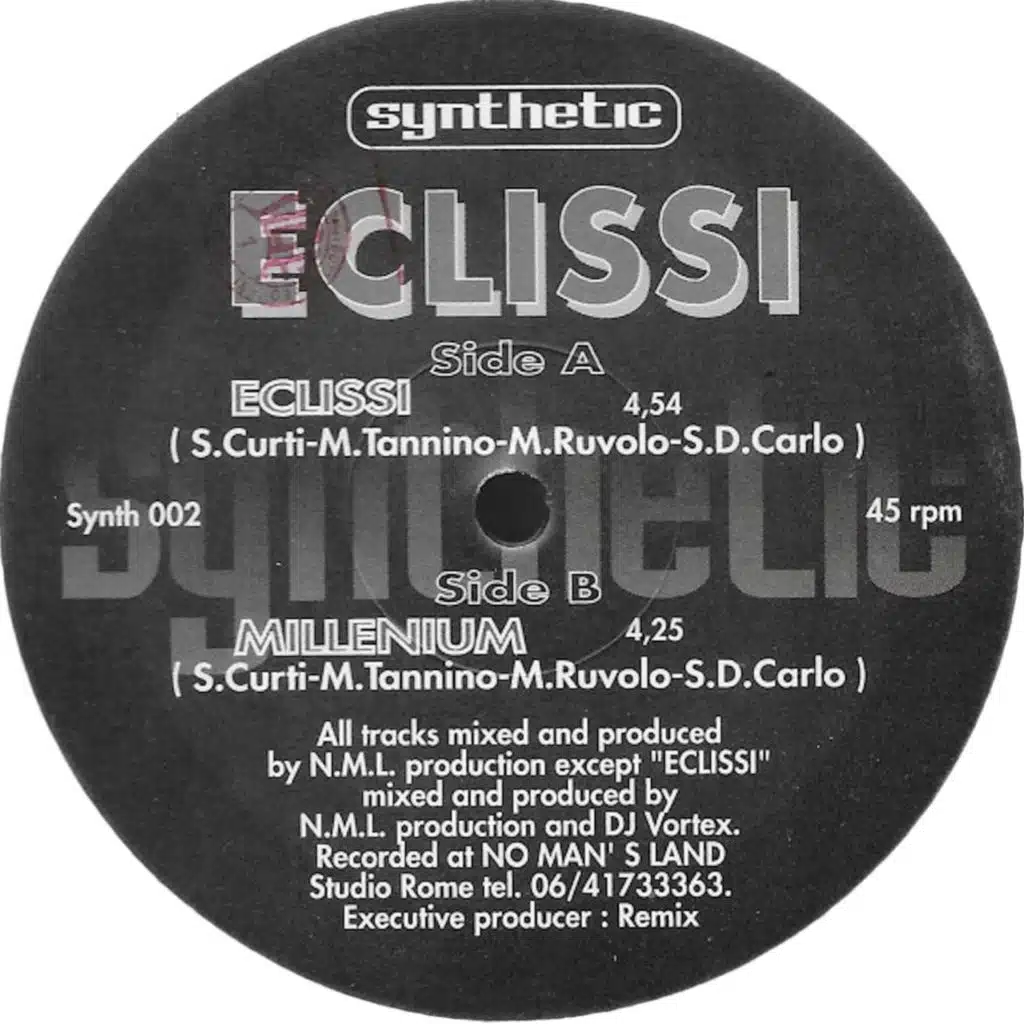 synthetic
ECLISSI
Side A
ECLISSI 4,54
( S.Curti-M.Tannino-M.Ruvolo-S.D.Carlo )
Synth 002 45 rpm
synthetic
Side B
MILLENIUM 4,25
( S.Curti-M.Tannino-M.Ruvolo-S.D.Carlo )
All tracks mixed and produced
by N.M.L. production except "ECLISSI"
mixed and produced by
N.M.L. production and DJ Vortex.
Recorded at NO MAN' S LAND
Studio Rome tel. 06/41733363.
Executive producer : Remix